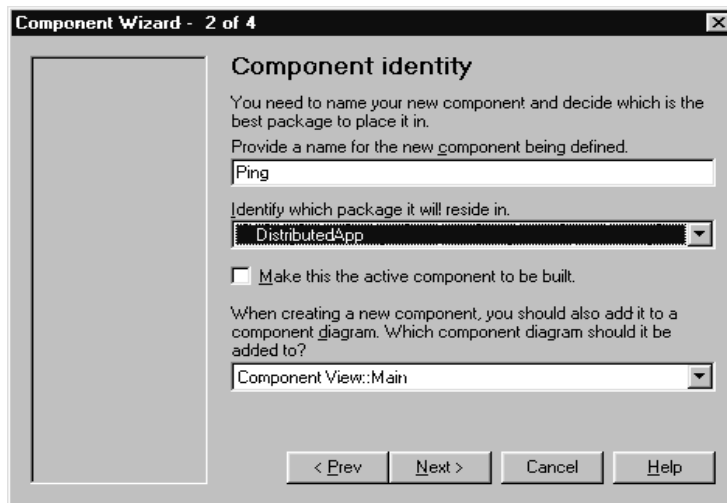 Component Wizard - 2 of 4
Component identity
You need to name your new component and decide which is the
best package to place it in.
Provide a name for the new component being defined.
Ping
Identify which package it will reside in.
DistributedApp
Make this the active component to be built.
When creating a new component, you should also add it to a
component diagram. Which component diagram should it be
added to?
Component View::Main
< Prev
Next >
Cancel
Help